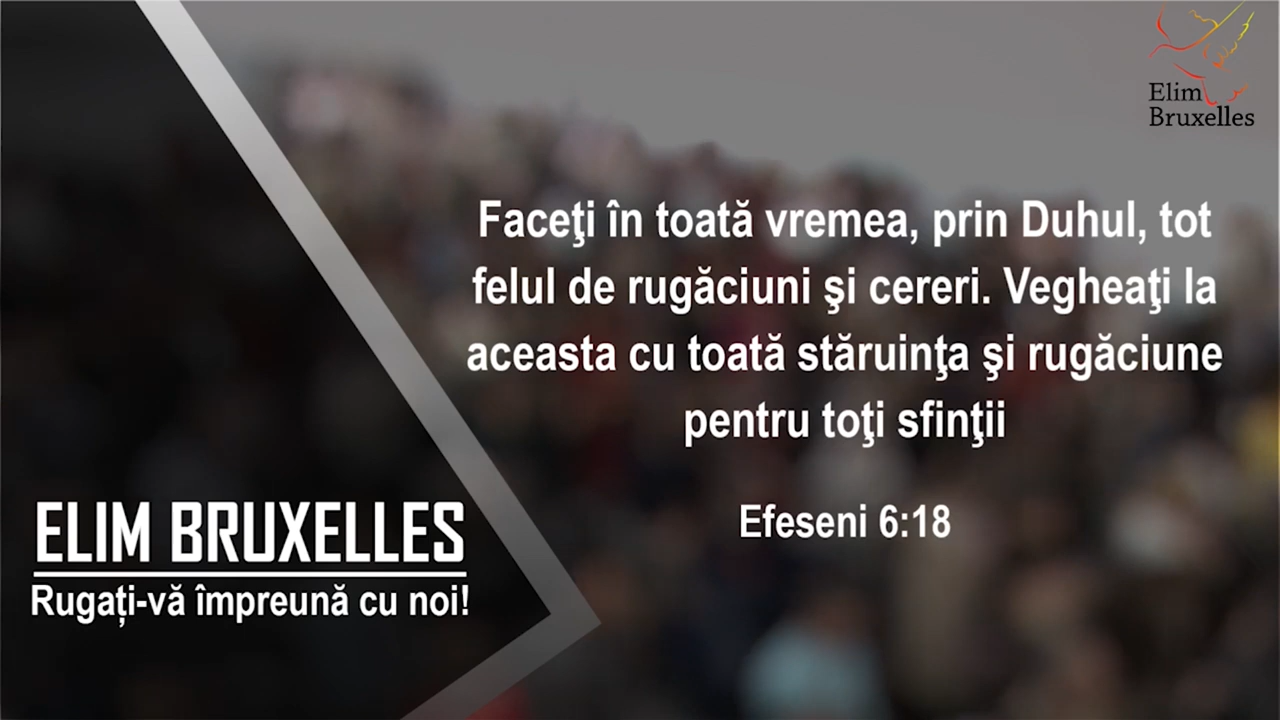 Elim
Bruxelles
Faceţi în toată vremea, prin Duhul, tot
felul de rugăciuni şi cereri. Vegheaţi la
aceasta cu toată stăruinţa şi rugăciune
pentru toţi sfinţii
Efeseni 6:18
ELIM BRUXELLES
Rugați-vă împreună cu noi!